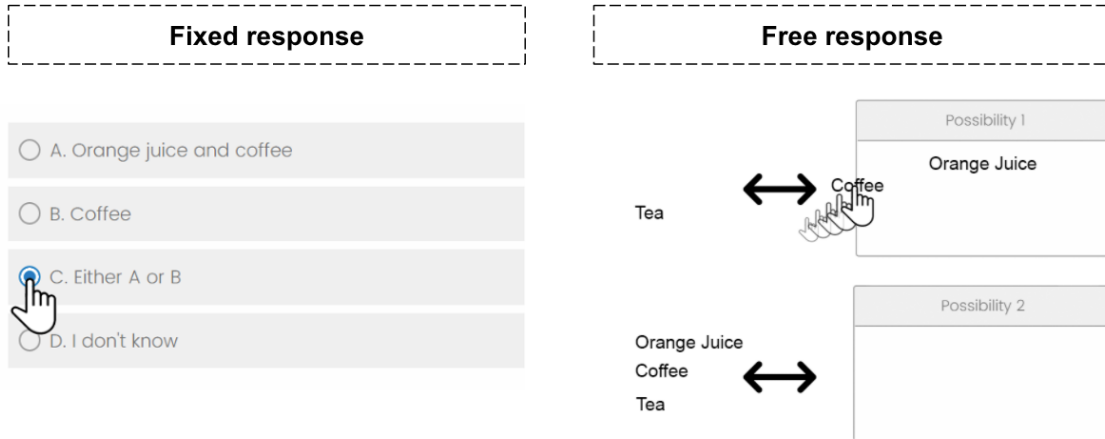 Fixed response
A. Orange juice and coffee
B. Coffee
C. Either A or B
D. I don't know
Free response
Possibility 1
Orange Juice
Coffee
Tea
Possibility 2
Orange Juice
Coffee
Tea